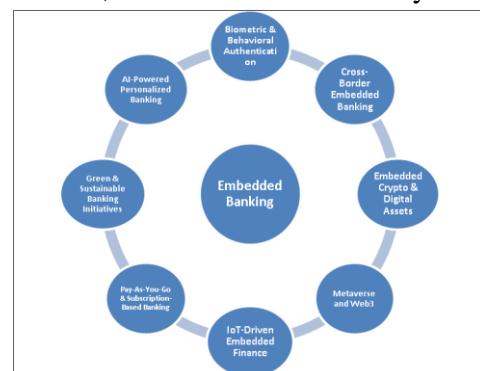 Biometric &
Behavioral
Authenticati
on
Cross-
Border
Embedded
Banking
Embedded
Crypto &
Digital
Assets
Metaverse
and Web3
IoT-Driven
Embedded
Finance
Pay-As-You-Go
& Subscription-
Based Banking
Green &
Sustainable
Banking
Initiatives
AI-Powered
Personalized
Banking
Embedded
Banking